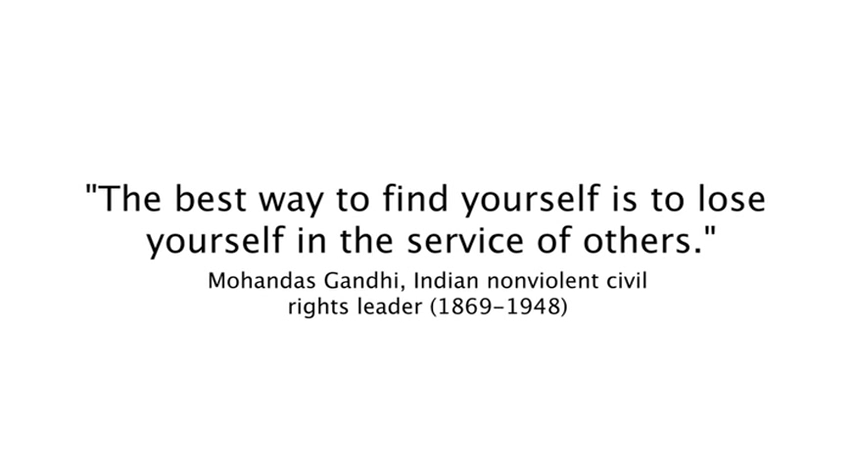 "The best way to find yourself is to lose
yourself in the service of others."
Mohandas Gandhi, Indian nonviolent civil
rights leader (1869-1948)